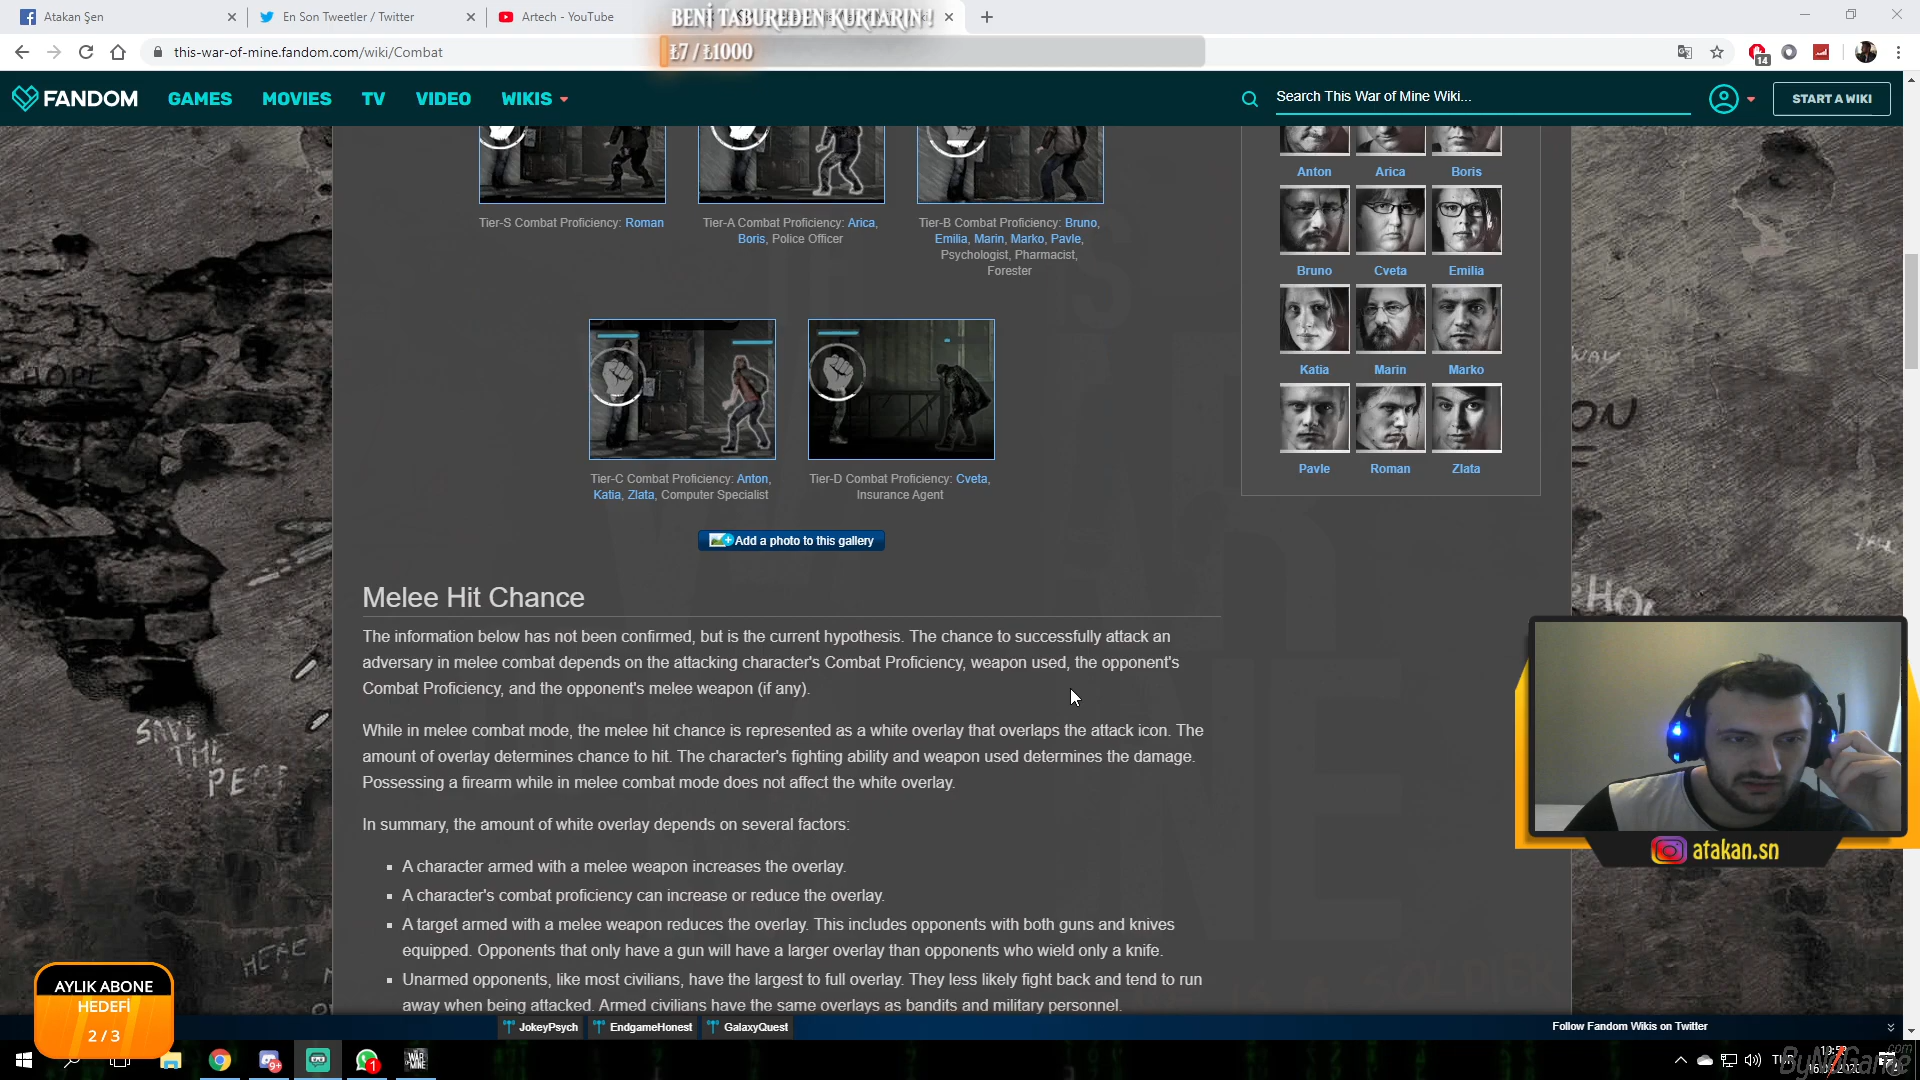 Atakan Şen
En Son Tweetler / Twitter
Artech - YouTube
BENİ TABUREDEN KURTARIN!
₺7 / ₺1000
this-war-of-mine.fandom.com/wiki/Combat
14
FANDOM
GAMES
MOVIES
TV
VIDEO
WIKIS
Search This War of Mine Wiki...
START A WIKI
Tier-S Combat Proficiency: Roman
Tier-A Combat Proficiency: Arica,
Boris, Police Officer
Tier-B Combat Proficiency: Bruno,
Emilia, Marin, Marko, Pavle,
Psychologist, Pharmacist,
Forester
Anton
Arica
Boris
Bruno
Cveta
Emilia
Katia
Marin
Marko
Pavle
Roman
Zlata
Tier-C Combat Proficiency: Anton,
Katia, Zlata, Computer Specialist
Tier-D Combat Proficiency: Cveta,
Insurance Agent
Add a photo to this gallery
Melee Hit Chance
The information below has not been confirmed, but is the current hypothesis. The chance to successfully attack an
adversary in melee combat depends on the attacking character's Combat Proficiency, weapon used, the opponent's
Combat Proficiency, and the opponent's melee weapon (if any).
While in melee combat mode, the melee hit chance is represented as a white overlay that overlaps the attack icon. The
amount of overlay determines chance to hit. The character's fighting ability and weapon used determines the damage.
Possessing a firearm while in melee combat mode does not affect the white overlay.
In summary, the amount of white overlay depends on several factors:
A character armed with a melee weapon increases the overlay.
A character's combat proficiency can increase or reduce the overlay.
A target armed with a melee weapon reduces the overlay. This includes opponents with both guns and knives
equipped. Opponents that only have a gun will have a larger overlay than opponents who wield only a knife.
Unarmed opponents, like most civilians, have the largest to full overlay. They less likely fight back and tend to run
away when being attacked. Armed civilians have the same overlays as bandits and military personnel.
HOPE
SAVE
THE
HERE
atakan.sn
AYLIK ABONE
HEDEFİ
2 / 3
JokeyPsych
EndgameHonest
GalaxyQuest
Follow Fandom Wikis on Twitter
9+
1
WAR
MINE
ByNoGame
.com